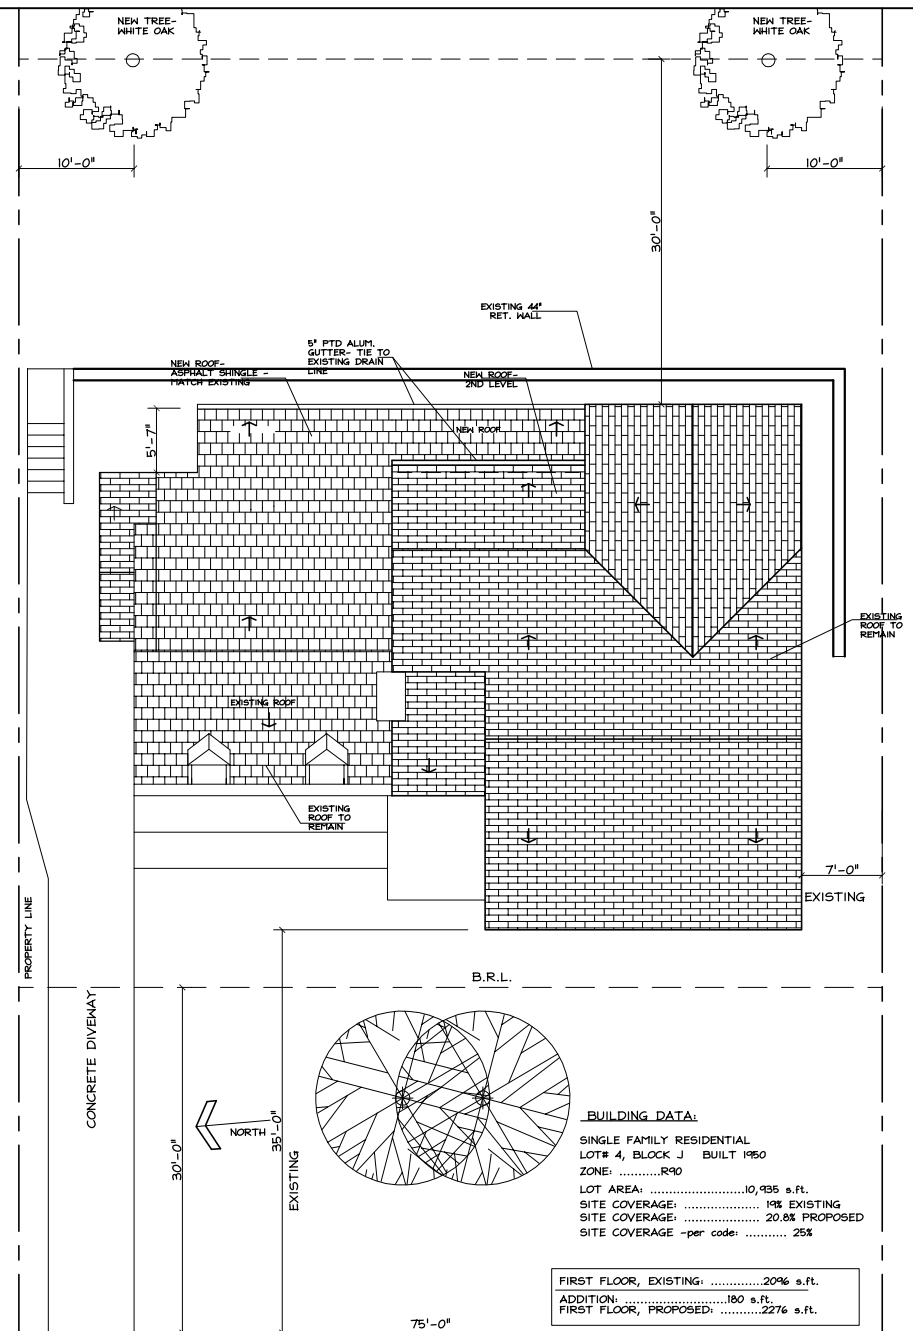 NEW TREE-
WHITE OAK
NEW TREE-
WHITE OAK
10'-0"
10'-0"
30'-0"
EXISTING 44"
RET. WALL
5" PTD ALUM.
GUTTER- TIE TO
EXISTING DRAIN
LINE
NEW ROOF-
ASPHALT SHINGLE -
MATCH EXISTING
NEW ROOF-
2ND LEVEL
NEW ROOF
5'-7"
EXISTING
ROOF TO
REMAIN
EXISTING ROOF
EXISTING
ROOF TO
REMAIN
7'-0"
EXISTING
PROPERTY LINE
B.R.L.
CONCRETE DIVEWAY
NORTH
30'-0"
35'-0"
EXISTING
BUILDING DATA:
SINGLE FAMILY RESIDENTIAL
LOT# 4, BLOCK J BUILT 1950
ZONE: ...........R90
LOT AREA: .........................10,935 s.ft.
SITE COVERAGE: .................... 19% EXISTING
SITE COVERAGE: .................... 20.8% PROPOSED
SITE COVERAGE -per code: ........... 25%
FIRST FLOOR, EXISTING: ..............2096 s.ft.
ADDITION: ...........................180 s.ft.
FIRST FLOOR, PROPOSED: ...........2276 s.ft.
75'-0"